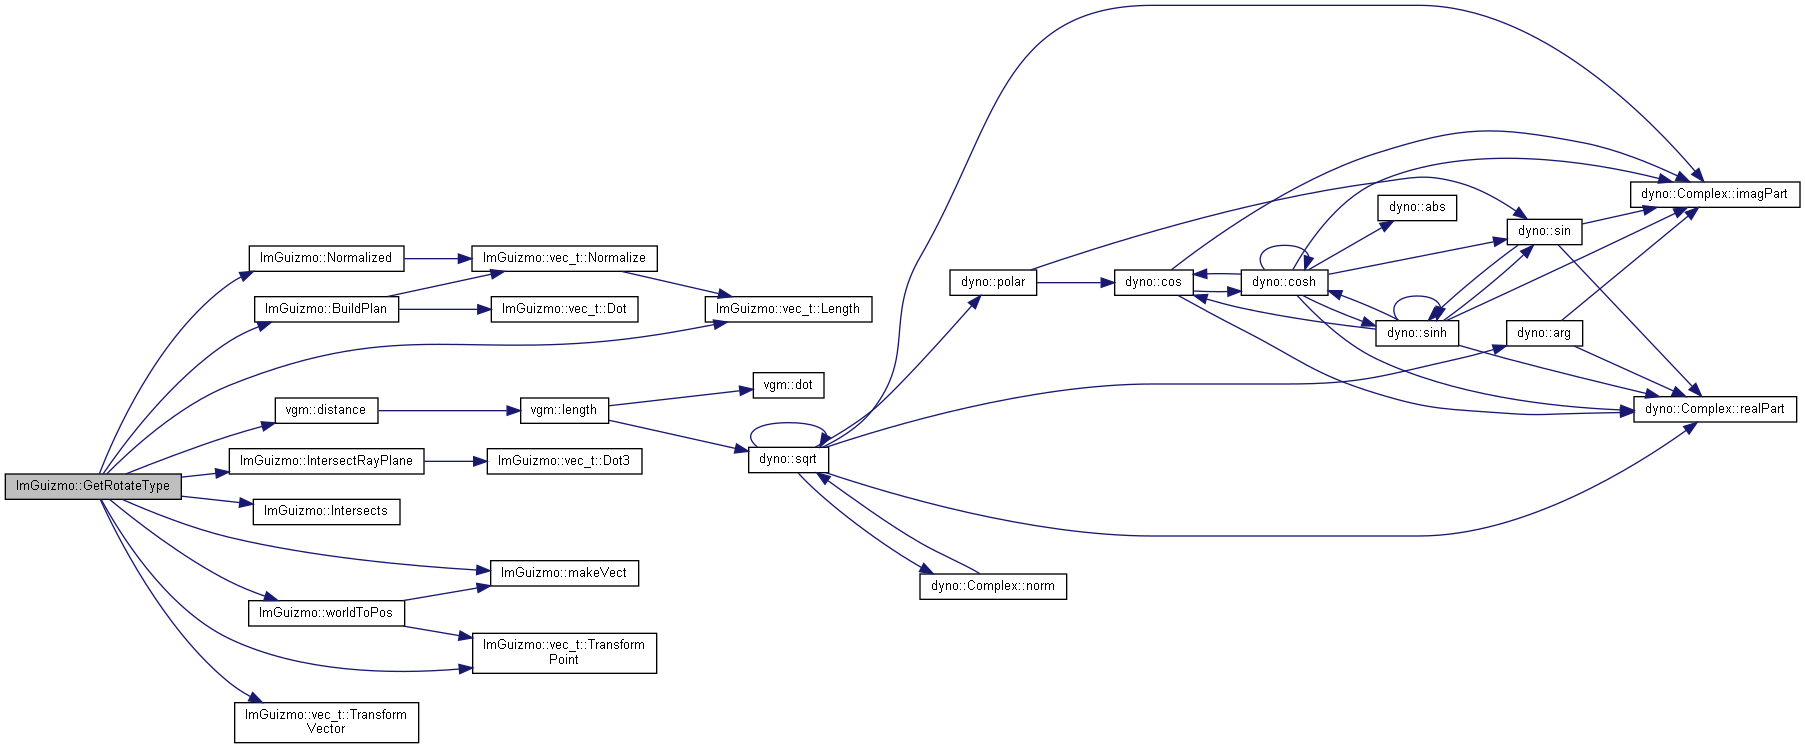 ImGuizmo::GetRotateType
ImGuizmo::Normalized
ImGuizmo::BuildPlan
vgm::distance
ImGuizmo::IntersectRayPlane
ImGuizmo::Intersects
ImGuizmo::worldToPos
ImGuizmo::vec_t::Transform
Vector
ImGuizmo::vec_t::Normalize
ImGuizmo::vec_t::Dot
vgm::length
ImGuizmo::vec_t::Dot3
ImGuizmo::makeVect
ImGuizmo::vec_t::Transform
Point
ImGuizmo::vec_t::Length
vgm::dot
dyno::sqrt
dyno::polar
dyno::Complex::norm
dyno::cos
dyno::cosh
dyno::abs
dyno::sinh
dyno::sin
dyno::arg
dyno::Complex::imagPart
dyno::Complex::realPart